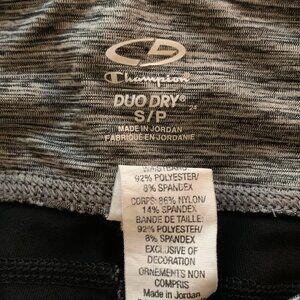 Champion
DUO DRY®
S/P
MADE IN JORDAN
FABRIQUÉ EN JORDANIE
92% POLYESTER/
8% SPANDEX
CORPS: 86% NYLON/
14% SPANDEX
BANDE DE TAILLE:
92% POLYESTER/
8% SPANDEX
EXCLUSIVE OF
DECORATION
ORNEMENTS NON
COMPRIS
Made in Jordan